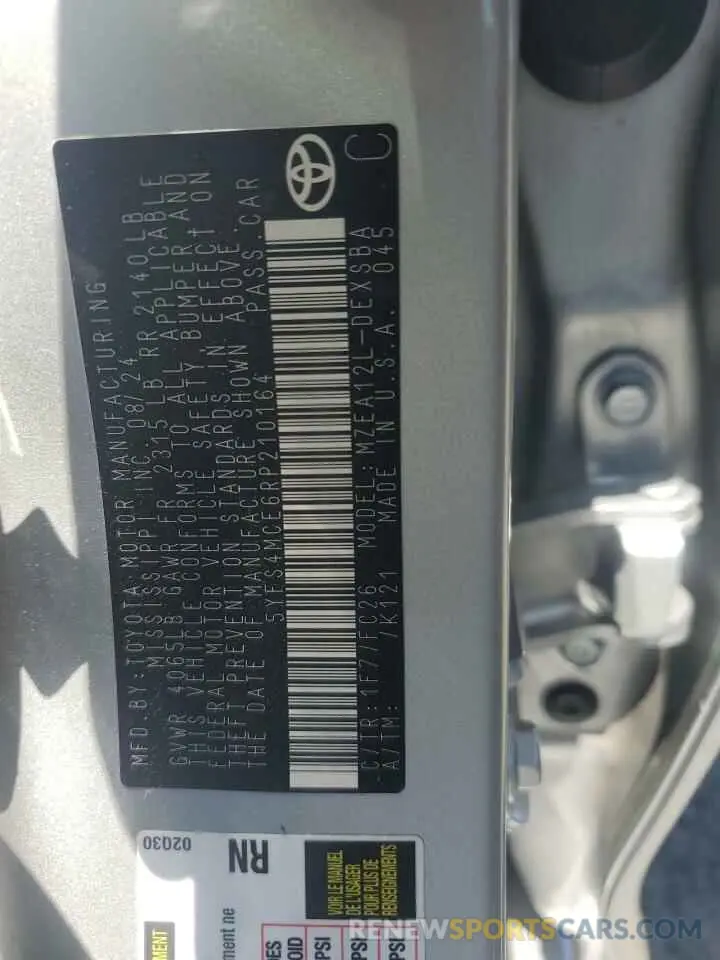 MFD. BY: TOYOTA MOTOR MANUFACTURING
MISSISSIPPI INC. 08/24
GVWR 4065LB GAWR FR 2315 LB RR 2140 LB
THIS VEHICLE CONFORMS TO ALL APPLICABLE
FEDERAL MOTOR VEHICLE SAFETY BUMPER AND
THEFT PREVENTION STANDARDS IN EFFECT ON
THE DATE OF MANUFACTURE SHOWN ABOVE.
5YFS4MCE6RP210164 PASS.CAR
C/TR: 1F7/FC26 MODEL: MZEA12L-DEXSBA
A/TM: /K121 MADE IN U.S.A. 045
C
02Q30
RN
VOIR LE MANUEL
DE L'USAGER
POUR PLUS DE
RENSEIGNEMENTS
PSI
PSI
PSI
RENEWSPORTSCARS.COM